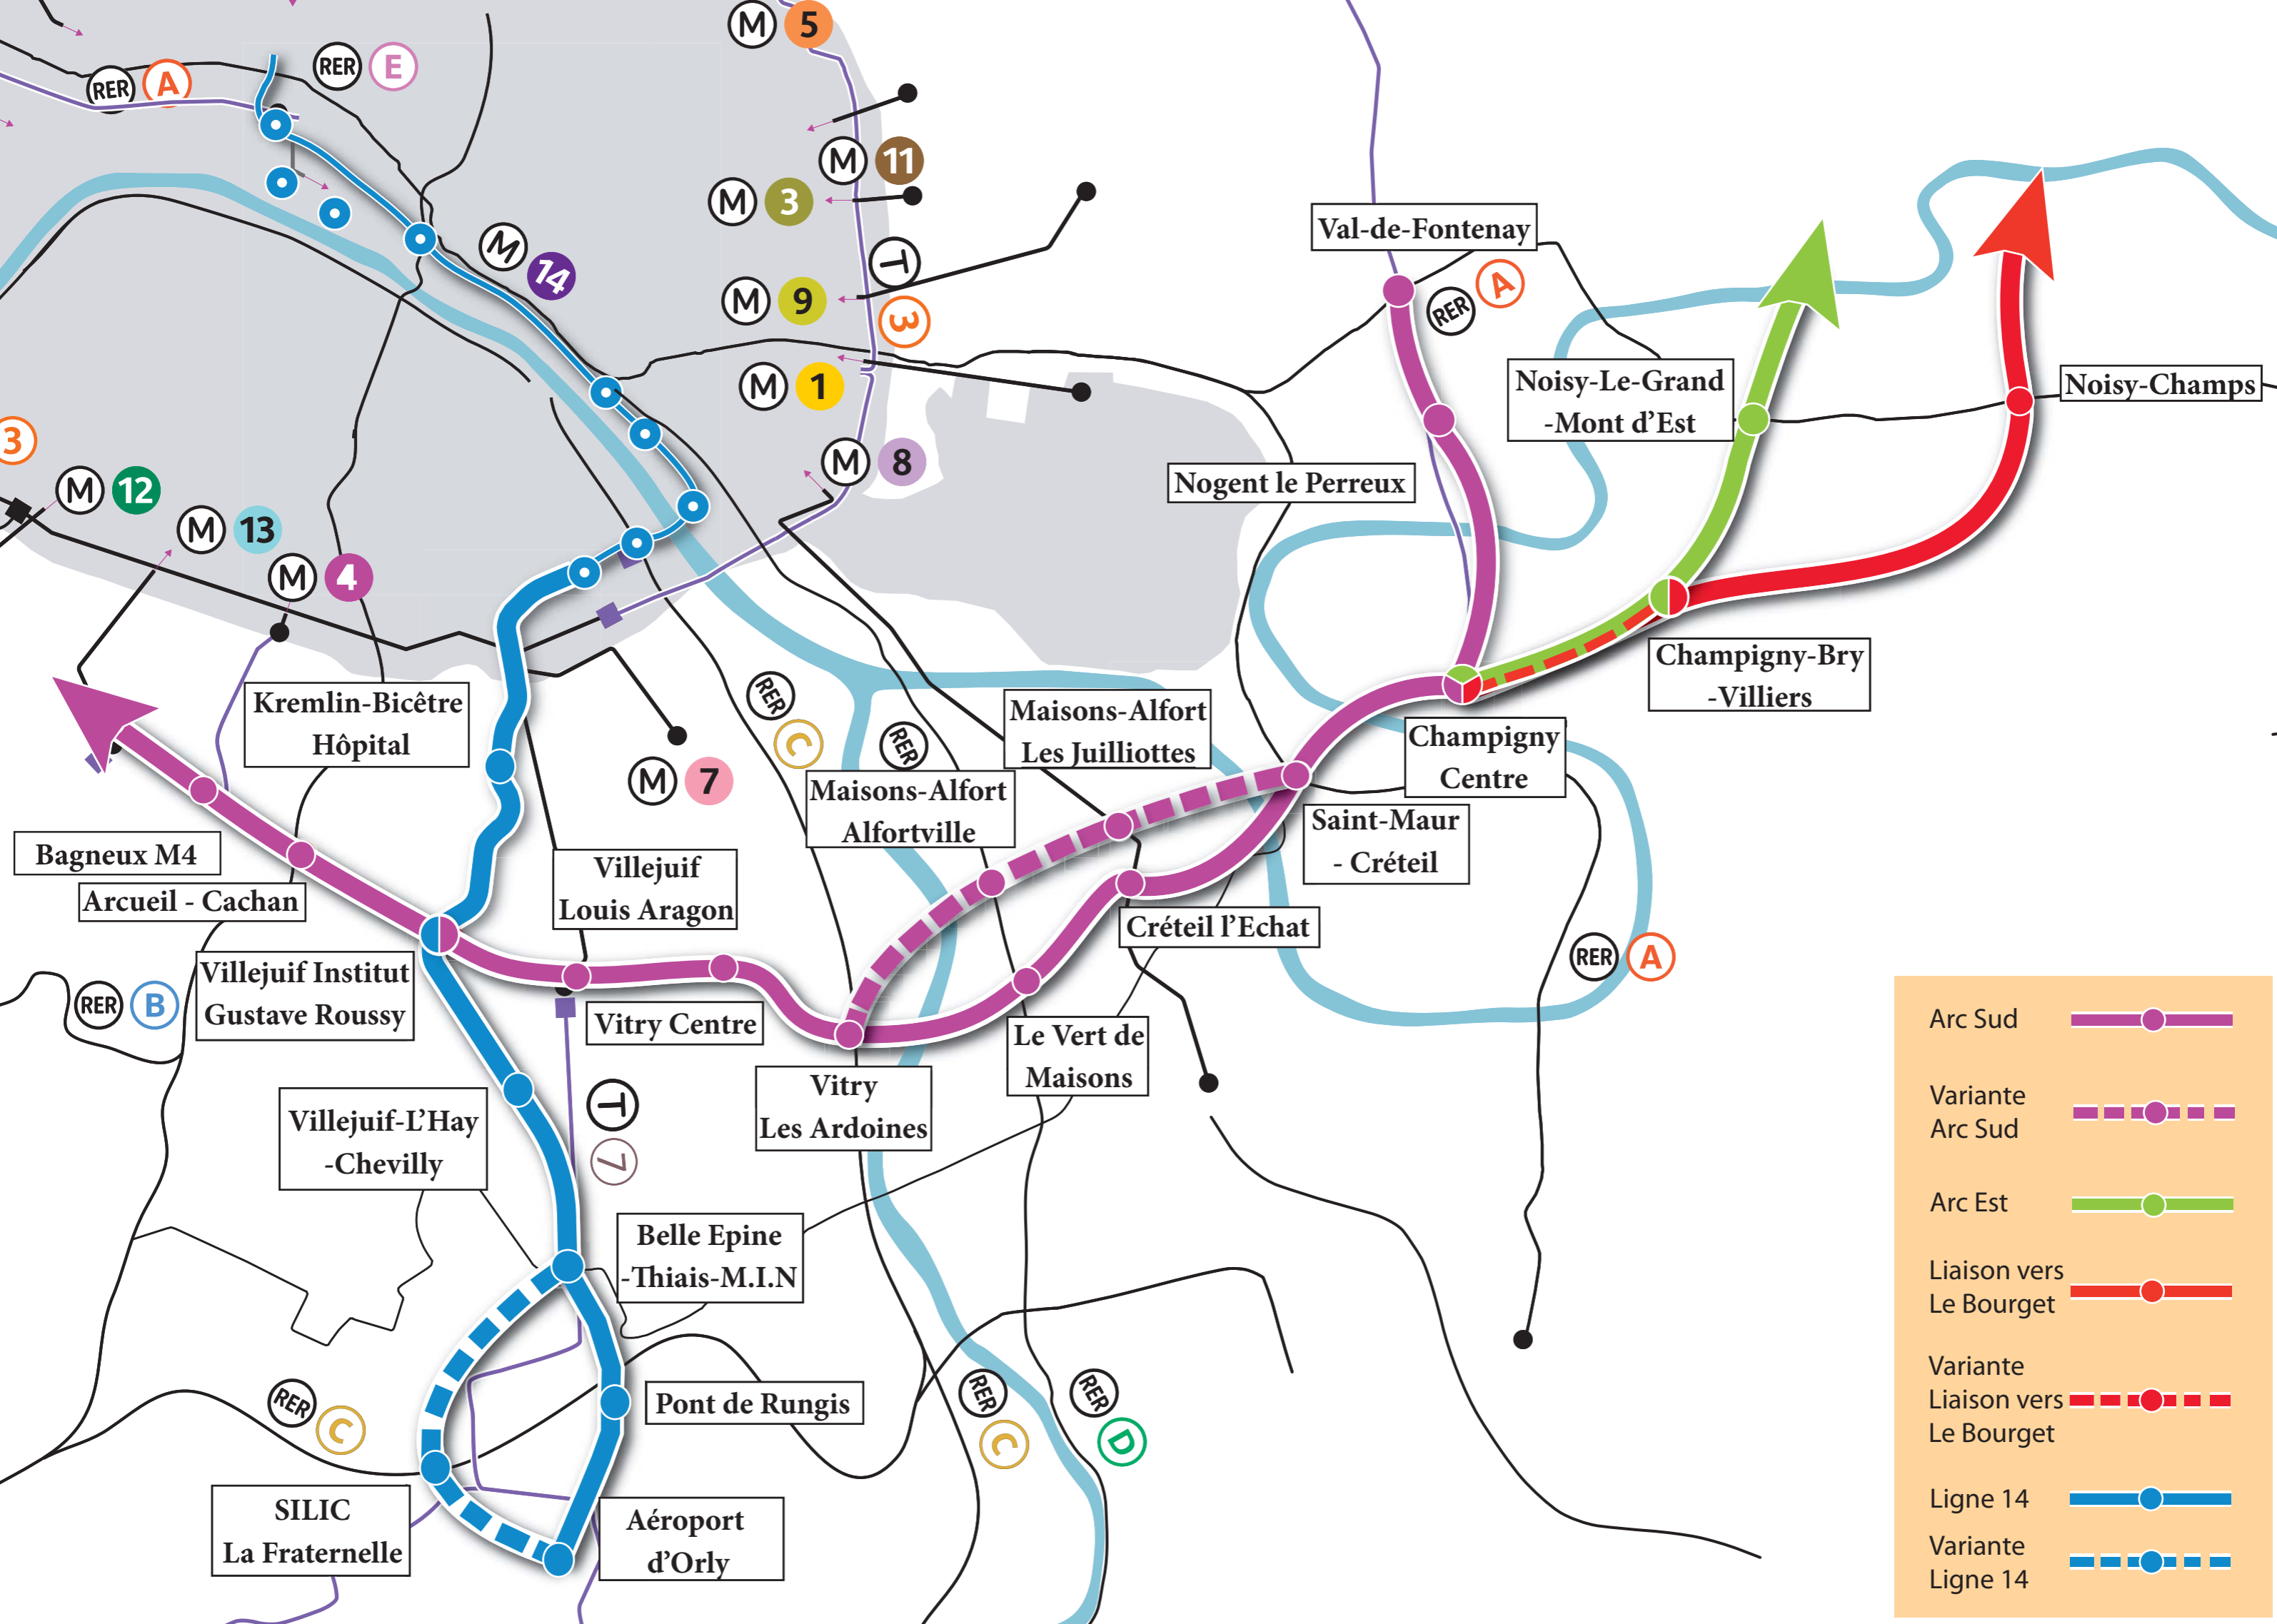 M 5
RER A
RER E
M 11
M 3
M 14
T 3
M 9
M 1
Val-de-Fontenay
RER A
Noisy-Le-Grand
-Mont d'Est
Noisy-Champs
3
M 12
M 13
M 4
M 8
Nogent le Perreux
Champigny-Bry
-Villiers
Kremlin-Bicêtre
Hôpital
RER C
M 7
RER
Maisons-Alfort
Les Juilliottes
Maisons-Alfort
Alfortville
Champigny
Centre
Saint-Maur
- Créteil
Bagneux M4
Arcueil - Cachan
Villejuif
Louis Aragon
Créteil l'Echat
RER A
RER B
Villejuif Institut
Gustave Roussy
Vitry Centre
Le Vert de
Maisons
Vitry
Les Ardoines
T 7
Villejuif-L'Hay
-Chevilly
Belle Epine
-Thiais-M.I.N
Pont de Rungis
RER C
RER C
RER D
SILIC
La Fraternelle
Aéroport
d'Orly
Arc Sud
Variante
Arc Sud
Arc Est
Liaison vers
Le Bourget
Variante
Liaison vers
Le Bourget
Ligne 14
Variante
Ligne 14